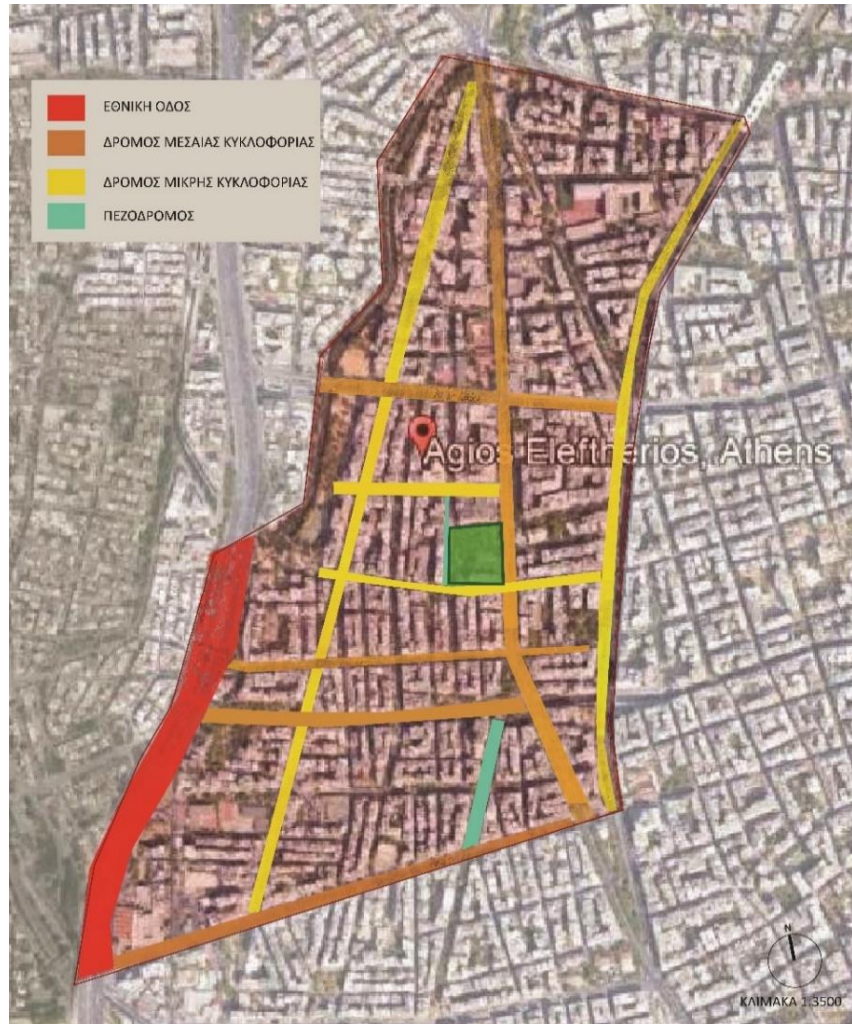 ΕΘΝΙΚΗ ΟΔΟΣ
ΔΡΟΜΟΣ ΜΕΣΑΙΑΣ ΚΥΚΛΟΦΟΡΙΑΣ
ΔΡΟΜΟΣ ΜΙΚΡΗΣ ΚΥΚΛΟΦΟΡΙΑΣ
ΠΕΖΟΔΡΟΜΟΣ
Agios Eleftherios, Athens
N
ΚΛΙΜΑΚΑ 1:3500